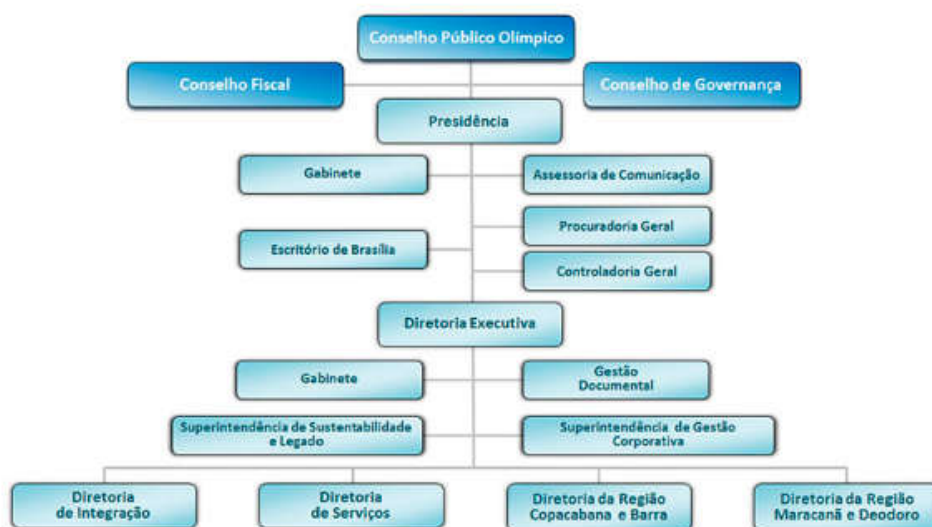 Conselho Público Olímpico
Conselho Fiscal
Conselho de Governança
Presidência
Gabinete
Assessoria de Comunicação
Procuradoria Geral
Escritório de Brasília
Controladoria Geral
Diretoria Executiva
Gabinete
Gestão
Documental
Superintendência de Sustentabilidade
e Legado
Superintendência de Gestão
Corporativa
Diretoria
de Integração
Diretoria
de Serviços
Diretoria da Região
Copacabana e Barra
Diretoria da Região
Maracanã e Deodoro